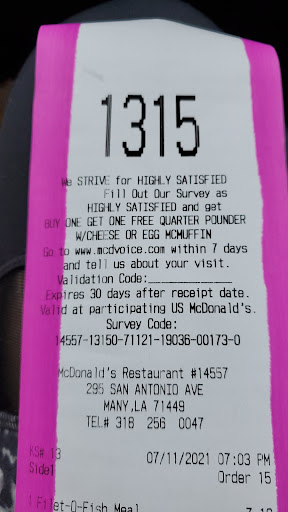 1315
We STRIVE for HIGHLY SATISFIED
Fill Out Our Survey as
HIGHLY SATISFIED and get
BUY ONE GET ONE FREE QUARTER POUNDER
W/CHEESE OR EGG MCMUFFIN
Go to www.mcdvoice.com within 7 days
and tell us about your visit.
Validation Code:_______________
Expires 30 days after receipt date.
Valid at participating US McDonald's.
Survey Code:
14557-13150-71121-19036-00173-0
McDonald's Restaurant #14557
295 SAN ANTONIO AVE
MANY,LA 71449
TEL# 318 256 0047
KS# 13 07/11/2021 07:03 PM
Side1 Order 15
1 Filet-O-Fish Meal